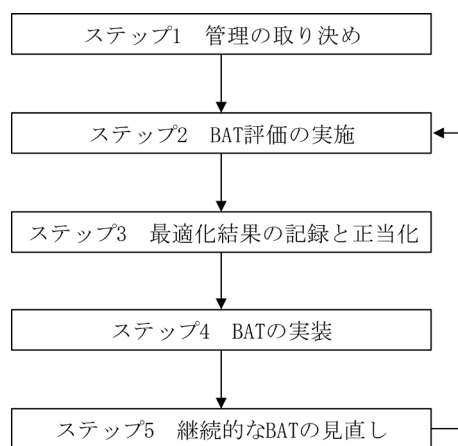 ステップ1　管理の取り決め
ステップ2　BAT評価の実施
ステップ3　最適化結果の記録と正当化
ステップ4　BATの実装
ステップ5　継続的なBATの見直し